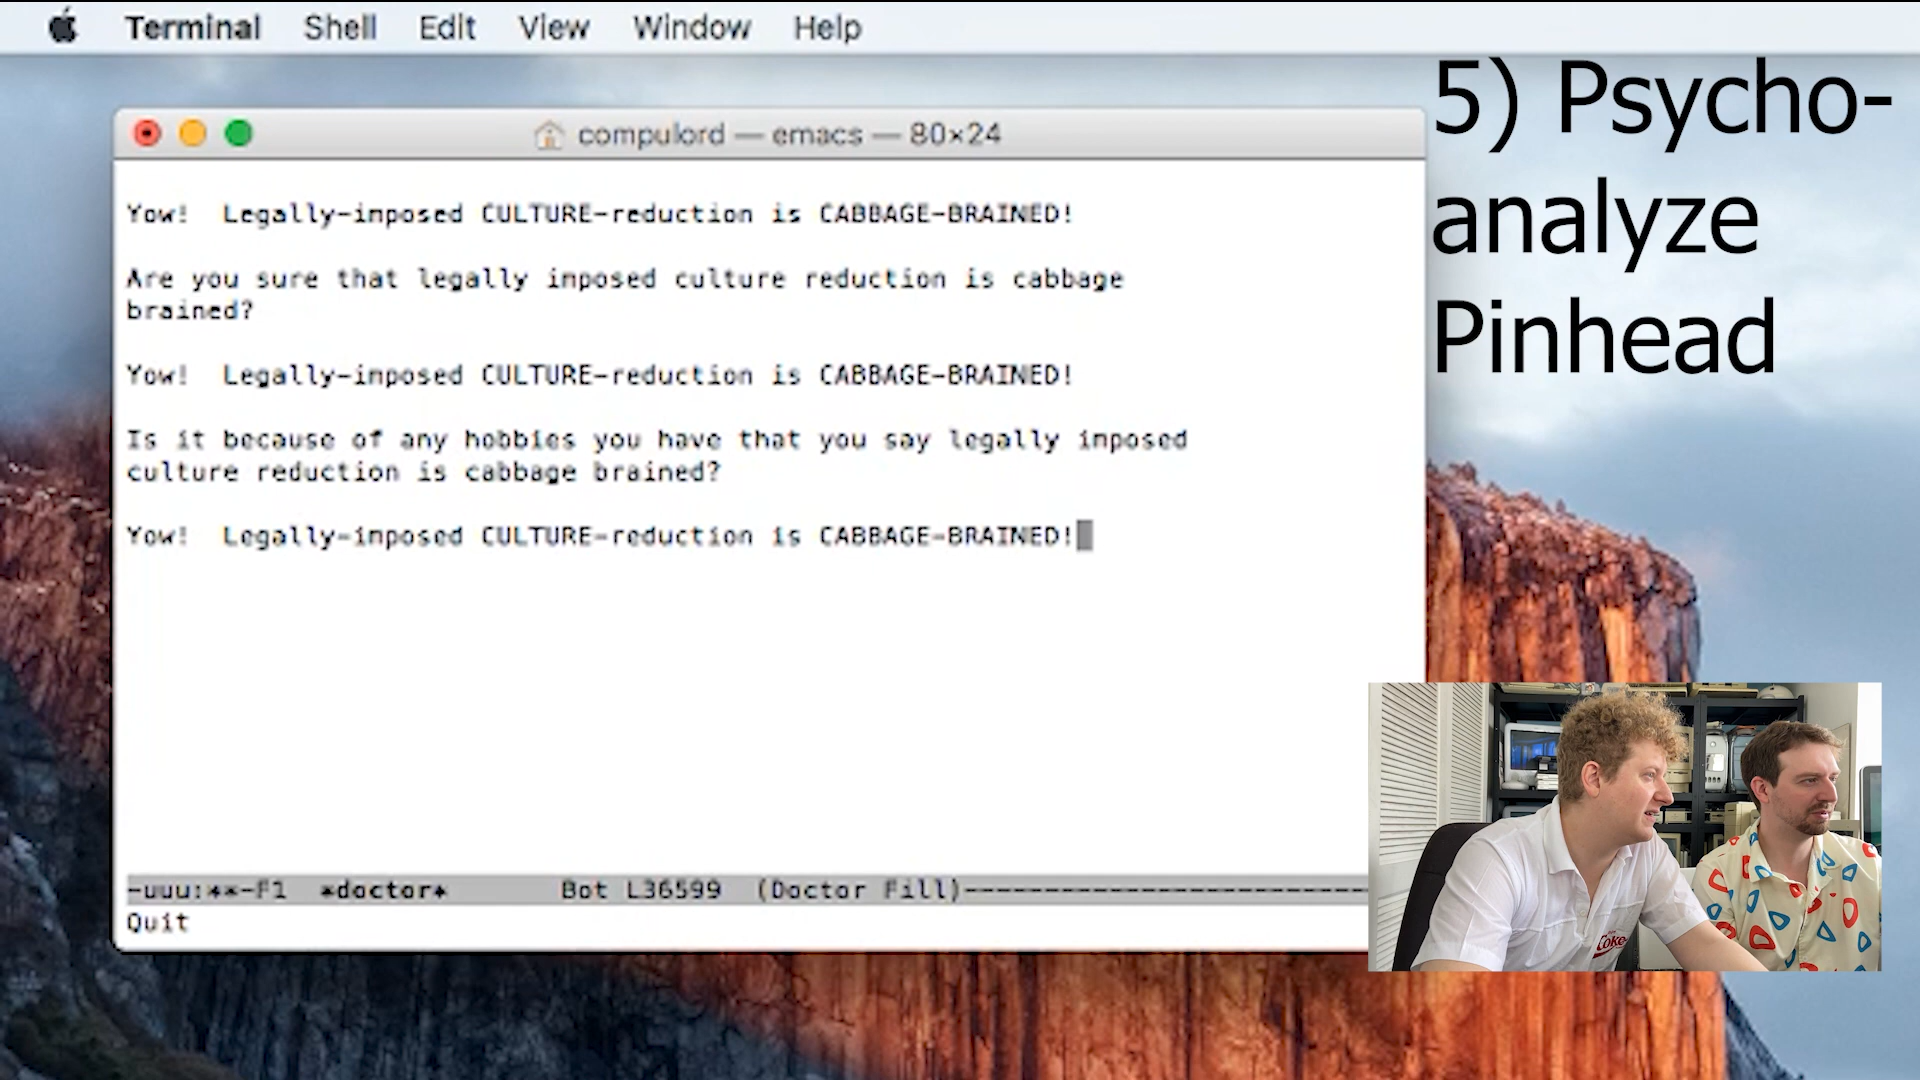 Terminal Shell Edit View Window Help
compulord — emacs — 80×24
Yow!  Legally-imposed CULTURE-reduction is CABBAGE-BRAINED!
Are you sure that legally imposed culture reduction is cabbage
brained?
Yow!  Legally-imposed CULTURE-reduction is CABBAGE-BRAINED!
Is it because of any hobbies you have that you say legally imposed
culture reduction is cabbage brained?
Yow!  Legally-imposed CULTURE-reduction is CABBAGE-BRAINED!
-uuu:**-F1  *doctor*       Bot L36599  (Doctor Fill)-------------------------
Quit
5) Psycho-
analyze
Pinhead
Coke